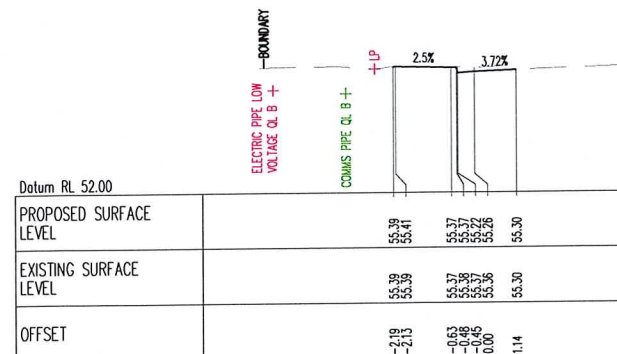 BOUNDARY
LP
2.5%
3.72%
ELECTRIC PIPE LOW
VOLTAGE QL B
COMMS PIPE QL B
Datum RL 52.00
PROPOSED SURFACE
LEVEL
55.39
55.41
55.37
55.37
55.22
55.26
55.30
EXISTING SURFACE
LEVEL
55.39
55.39
55.37
55.38
55.37
55.36
55.30
OFFSET
-2.19
-2.13
-0.63
-0.48
-0.45
0.00
1.14